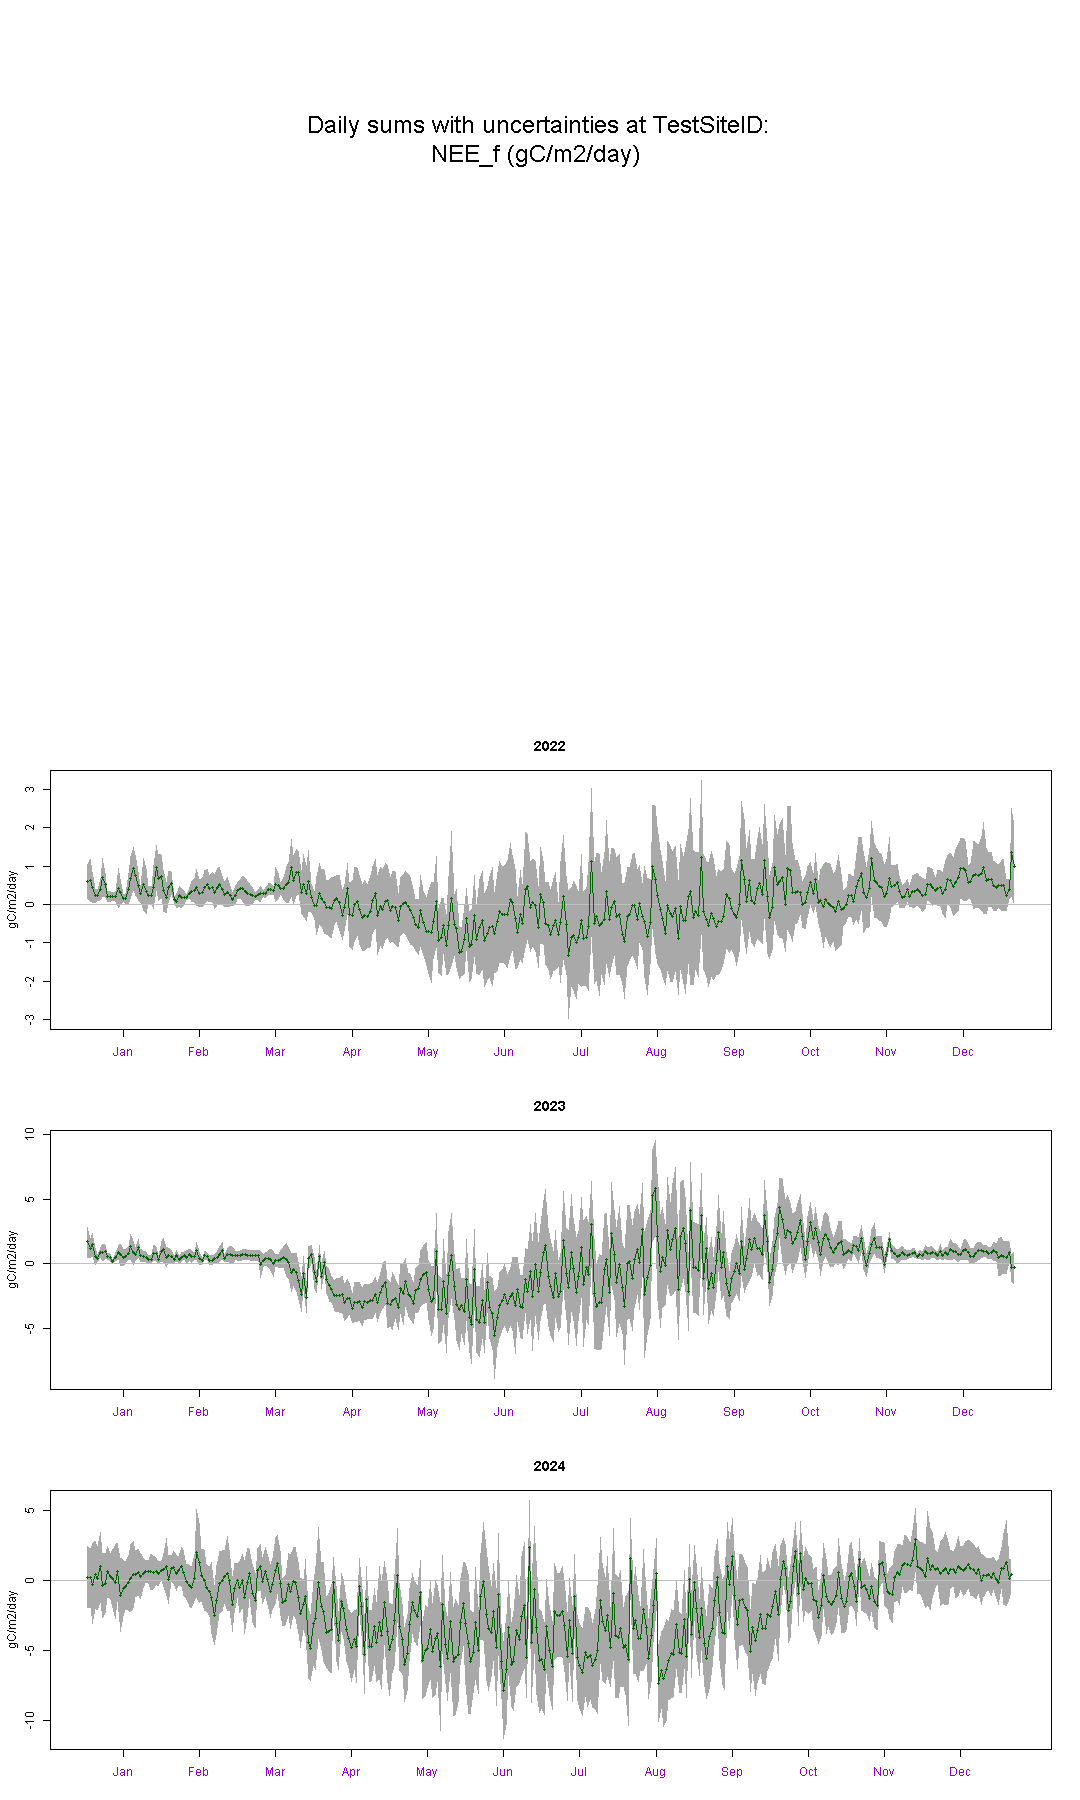 Daily sums with uncertainties at TestSiteID:
NEE_f (gC/m2/day)
2022
gC/m2/day
3
2
1
0
-1
-2
-3
Jan Feb Mar Apr May Jun Jul Aug Sep Oct Nov Dec
2023
gC/m2/day
10
5
0
-5
Jan Feb Mar Apr May Jun Jul Aug Sep Oct Nov Dec
2024
gC/m2/day
5
0
-5
-10
Jan Feb Mar Apr May Jun Jul Aug Sep Oct Nov Dec